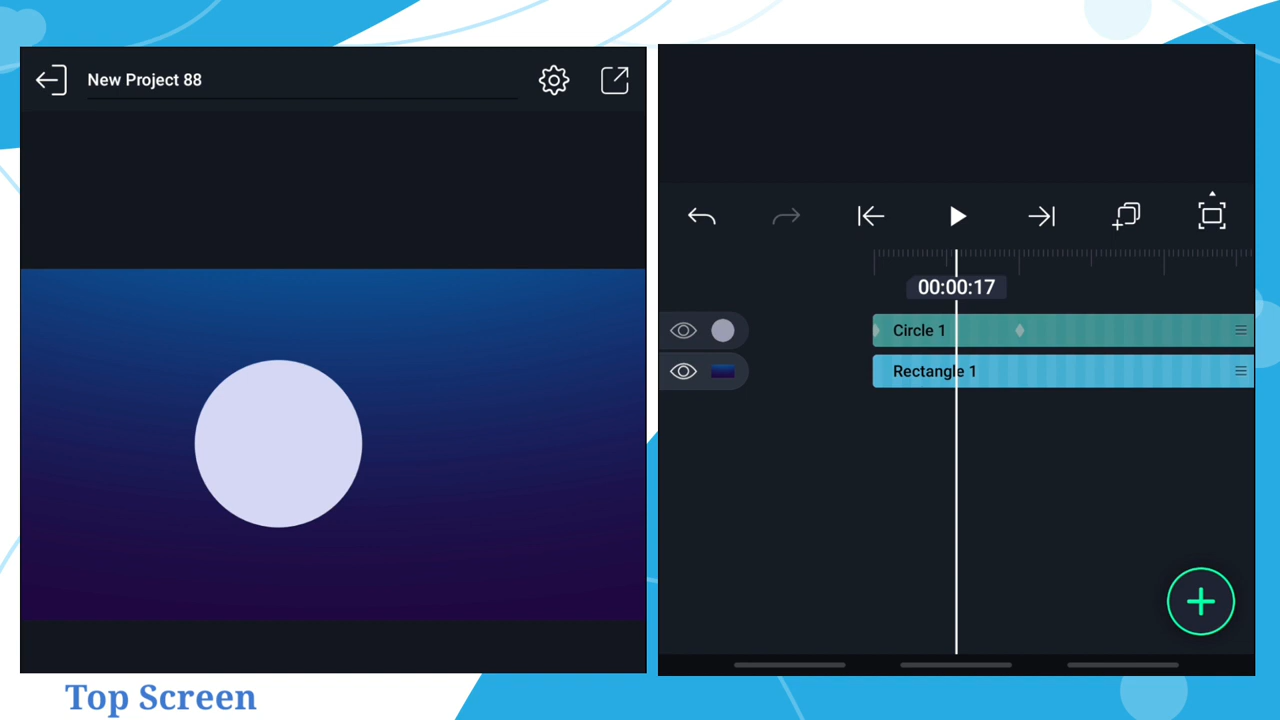 New Project 88
00:00:17
Circle 1
Rectangle 1
Top Screen